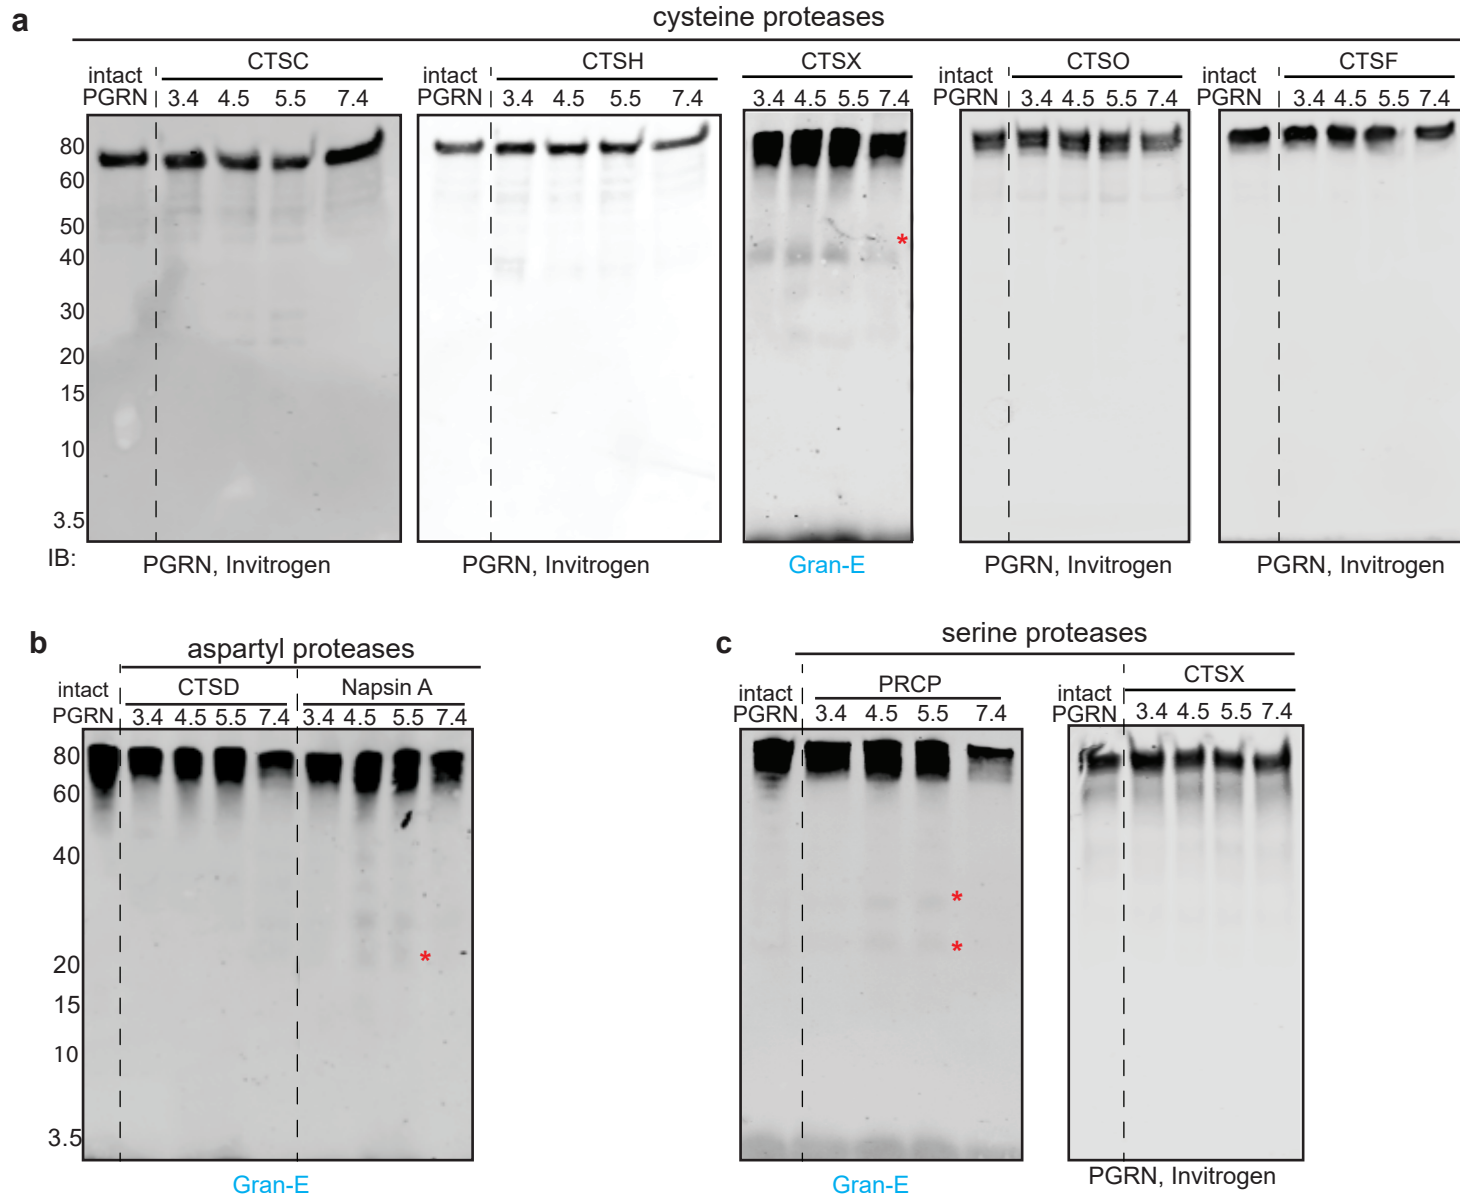 a
cysteine proteases
intact PGRN CTSC intact PGRN CTSH CTSX intact PGRN CTSO intact PGRN CTSF
3.4 4.5 5.5 7.4 3.4 4.5 5.5 7.4 3.4 4.5 5.5 7.4 3.4 4.5 5.5 7.4 3.4 4.5 5.5 7.4
80
60
50
*
40
30
20
15
10
3.5
IB:
PGRN, Invitrogen PGRN, Invitrogen Gran-E PGRN, Invitrogen PGRN, Invitrogen
b
aspartyl proteases
intact PGRN CTSD Napsin A
3.4 4.5 5.5 7.4 3.4 4.5 5.5 7.4
80
60
40
*
20
15
10
3.5
Gran-E
c
serine proteases
intact PGRN PRCP intact PGRN CTSX
3.4 4.5 5.5 7.4 3.4 4.5 5.5 7.4
*
*
Gran-E PGRN, Invitrogen